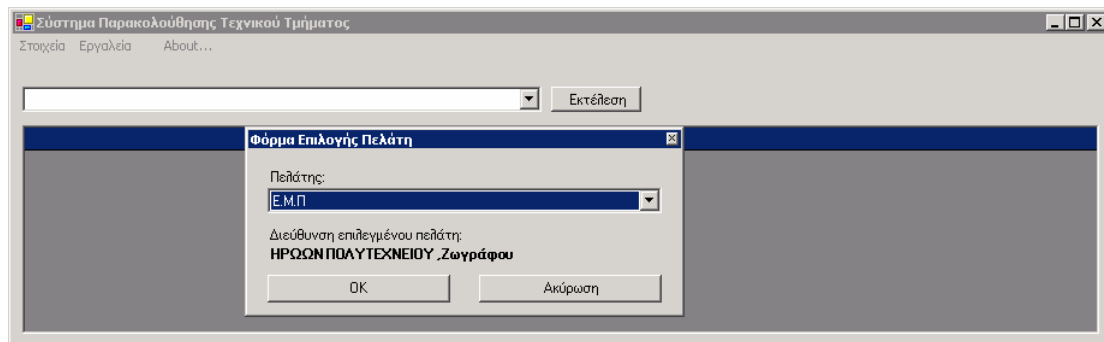 Σύστημα Παρακολούθησης Τεχνικού Τμήματος
Στοιχεία Εργαλεία About...
Εκτέλεση
Φόρμα Επιλογής Πελάτη
Πελάτης:
Ε.Μ.Π
Διεύθυνση επιλεγμένου πελάτη:
ΗΡΩΩΝ ΠΟΛΥΤΕΧΝΕΙΟΥ ,Ζωγράφου
OK Ακύρωση